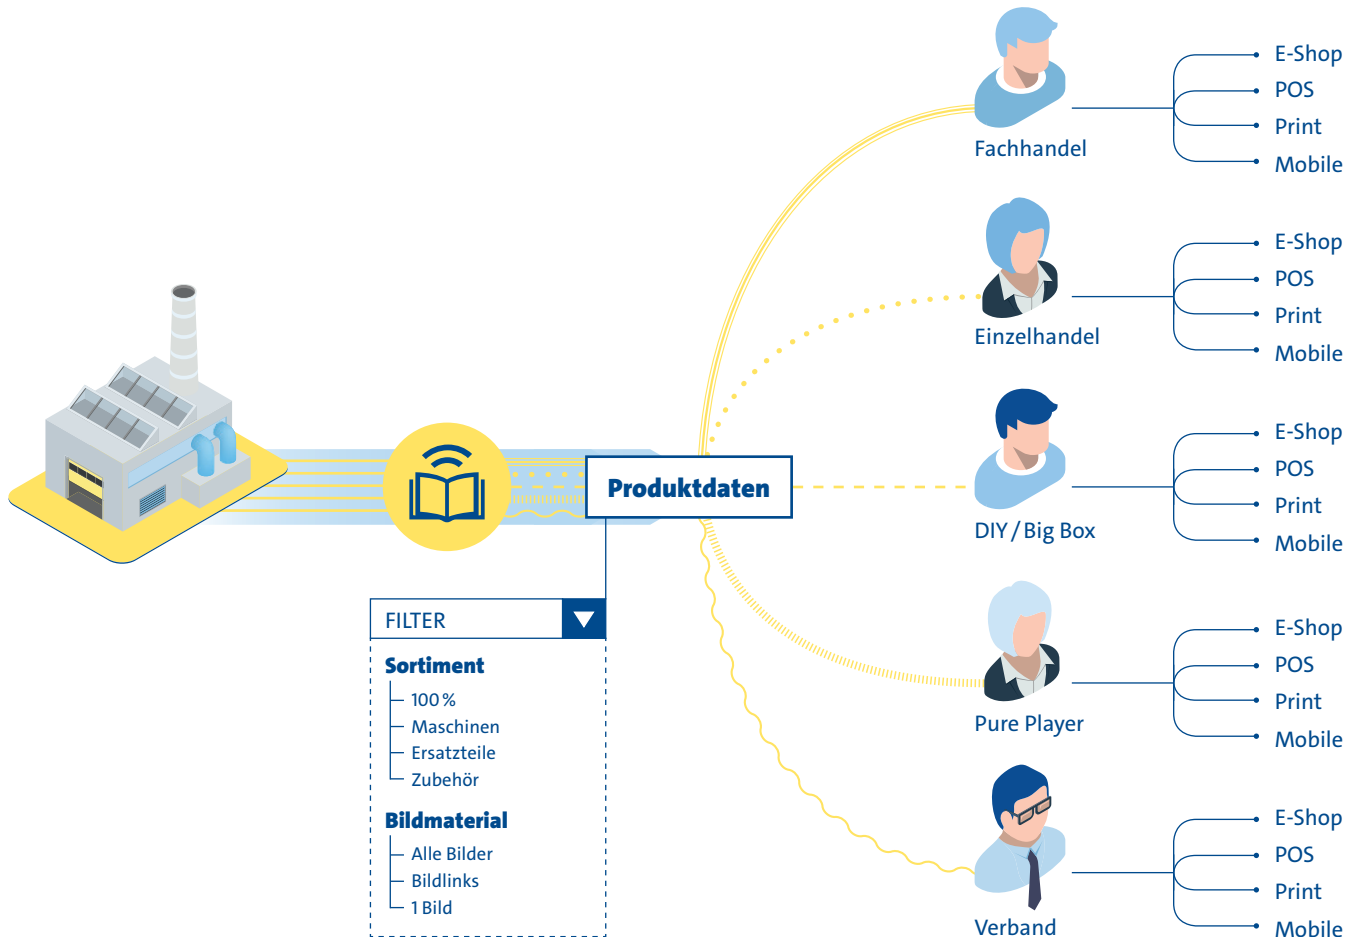 Produktdaten
FILTER
Sortiment
100 %
Maschinen
Ersatzteile
Zubehör
Bildmaterial
Alle Bilder
Bildlinks
1 Bild
Fachhandel
E-Shop
POS
Print
Mobile
Einzelhandel
E-Shop
POS
Print
Mobile
DIY / Big Box
E-Shop
POS
Print
Mobile
Pure Player
E-Shop
POS
Print
Mobile
Verband
E-Shop
POS
Print
Mobile